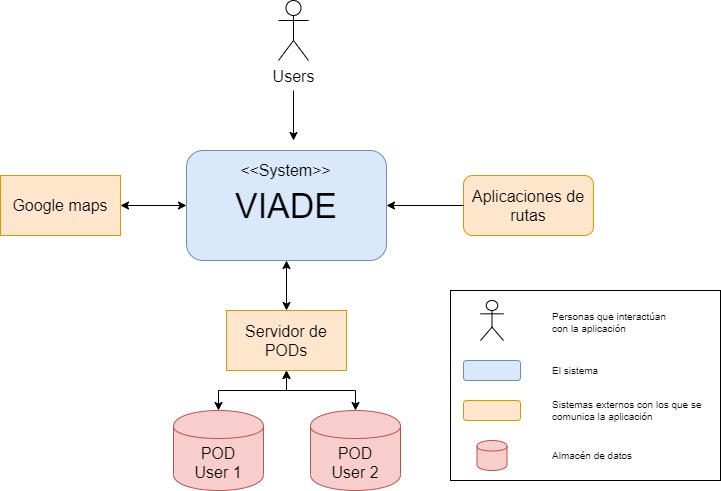 Users
<<System>>
VIADE
Google maps
Aplicaciones de
rutas
Servidor de
PODs
POD
User 1
POD
User 2
Personas que interactúan
con la aplicación
El sistema
Sistemas externos con los que se
comunica la aplicación
Almacén de datos